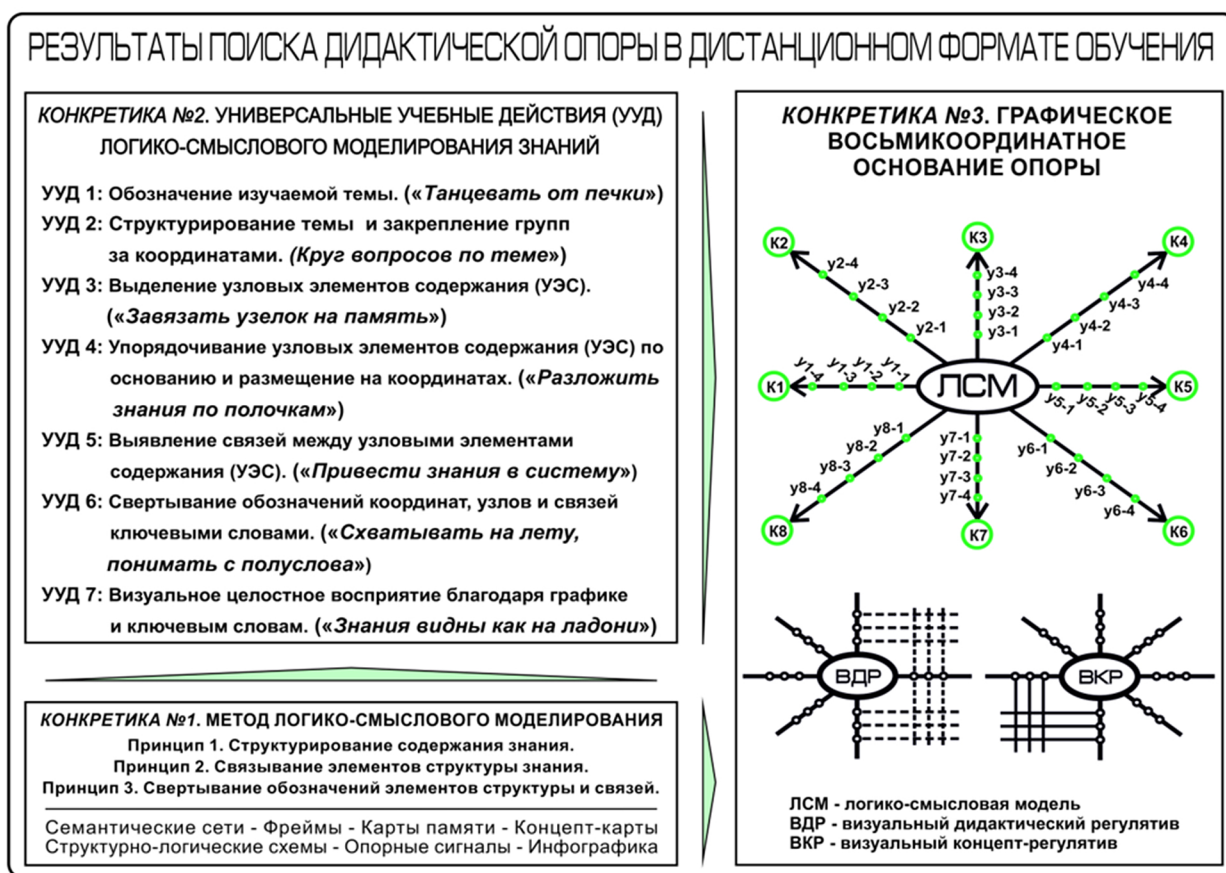 РЕЗУЛЬТАТЫ ПОИСКА ДИДАКТИЧЕСКОЙ ОПОРЫ В ДИСТАНЦИОННОМ ФОРМАТЕ ОБУЧЕНИЯ
КОНКРЕТИКА №2. УНИВЕРСАЛЬНЫЕ УЧЕБНЫЕ ДЕЙСТВИЯ (УУД)
ЛОГИКО-СМЫСЛОВОГО МОДЕЛИРОВАНИЯ ЗНАНИЙ
УУД 1: Обозначение изучаемой темы. («Танцевать от печки»)
УУД 2: Структурирование темы и закрепление групп
за координатами. (Круг вопросов по теме»)
УУД 3: Выделение узловых элементов содержания (УЭС).
(«Завязать узелок на память»)
УУД 4: Упорядочивание узловых элементов содержания (УЭС) по
основанию и размещение на координатах. («Разложить
знания по полочкам»)
УУД 5: Выявление связей между узловыми элементами
содержания (УЭС). («Привести знания в систему»)
УУД 6: Свертывание обозначений координат, узлов и связей
ключевыми словами. («Схватывать на лету,
понимать с полуслова»)
УУД 7: Визуальное целостное восприятие благодаря графике
и ключевым словам. («Знания видны как на ладони»)
КОНКРЕТИКА №1. МЕТОД ЛОГИКО-СМЫСЛОВОГО МОДЕЛИРОВАНИЯ
Принцип 1. Структурирование содержания знания.
Принцип 2. Связывание элементов структуры знания.
Принцип 3. Свертывание обозначений элементов структуры и связей.
Семантические сети - Фреймы - Карты памяти - Концепт-карты
Структурно-логические схемы - Опорные сигналы - Инфографика
КОНКРЕТИКА №3. ГРАФИЧЕСКОЕ
ВОСЬМИКООРДИНАТНОЕ
ОСНОВАНИЕ ОПОРЫ
К2
К3
К4
у2-4
у2-3
у2-2
у2-1
у3-4
у3-3
у3-2
у3-1
у4-4
у4-3
у4-2
у4-1
К1
у1-4
у1-3
у1-2
у1-1
ЛСМ
у5-1
у5-2
у5-3
у5-4
К5
у8-1
у8-2
у8-3
у8-4
у7-1
у7-2
у7-3
у7-4
у6-1
у6-2
у6-3
у6-4
К8
К7
К6
ВДР
ВКР
ЛСМ - логико-смысловая модель
ВДР - визуальный дидактический регулятив
ВКР - визуальный концепт-регулятив